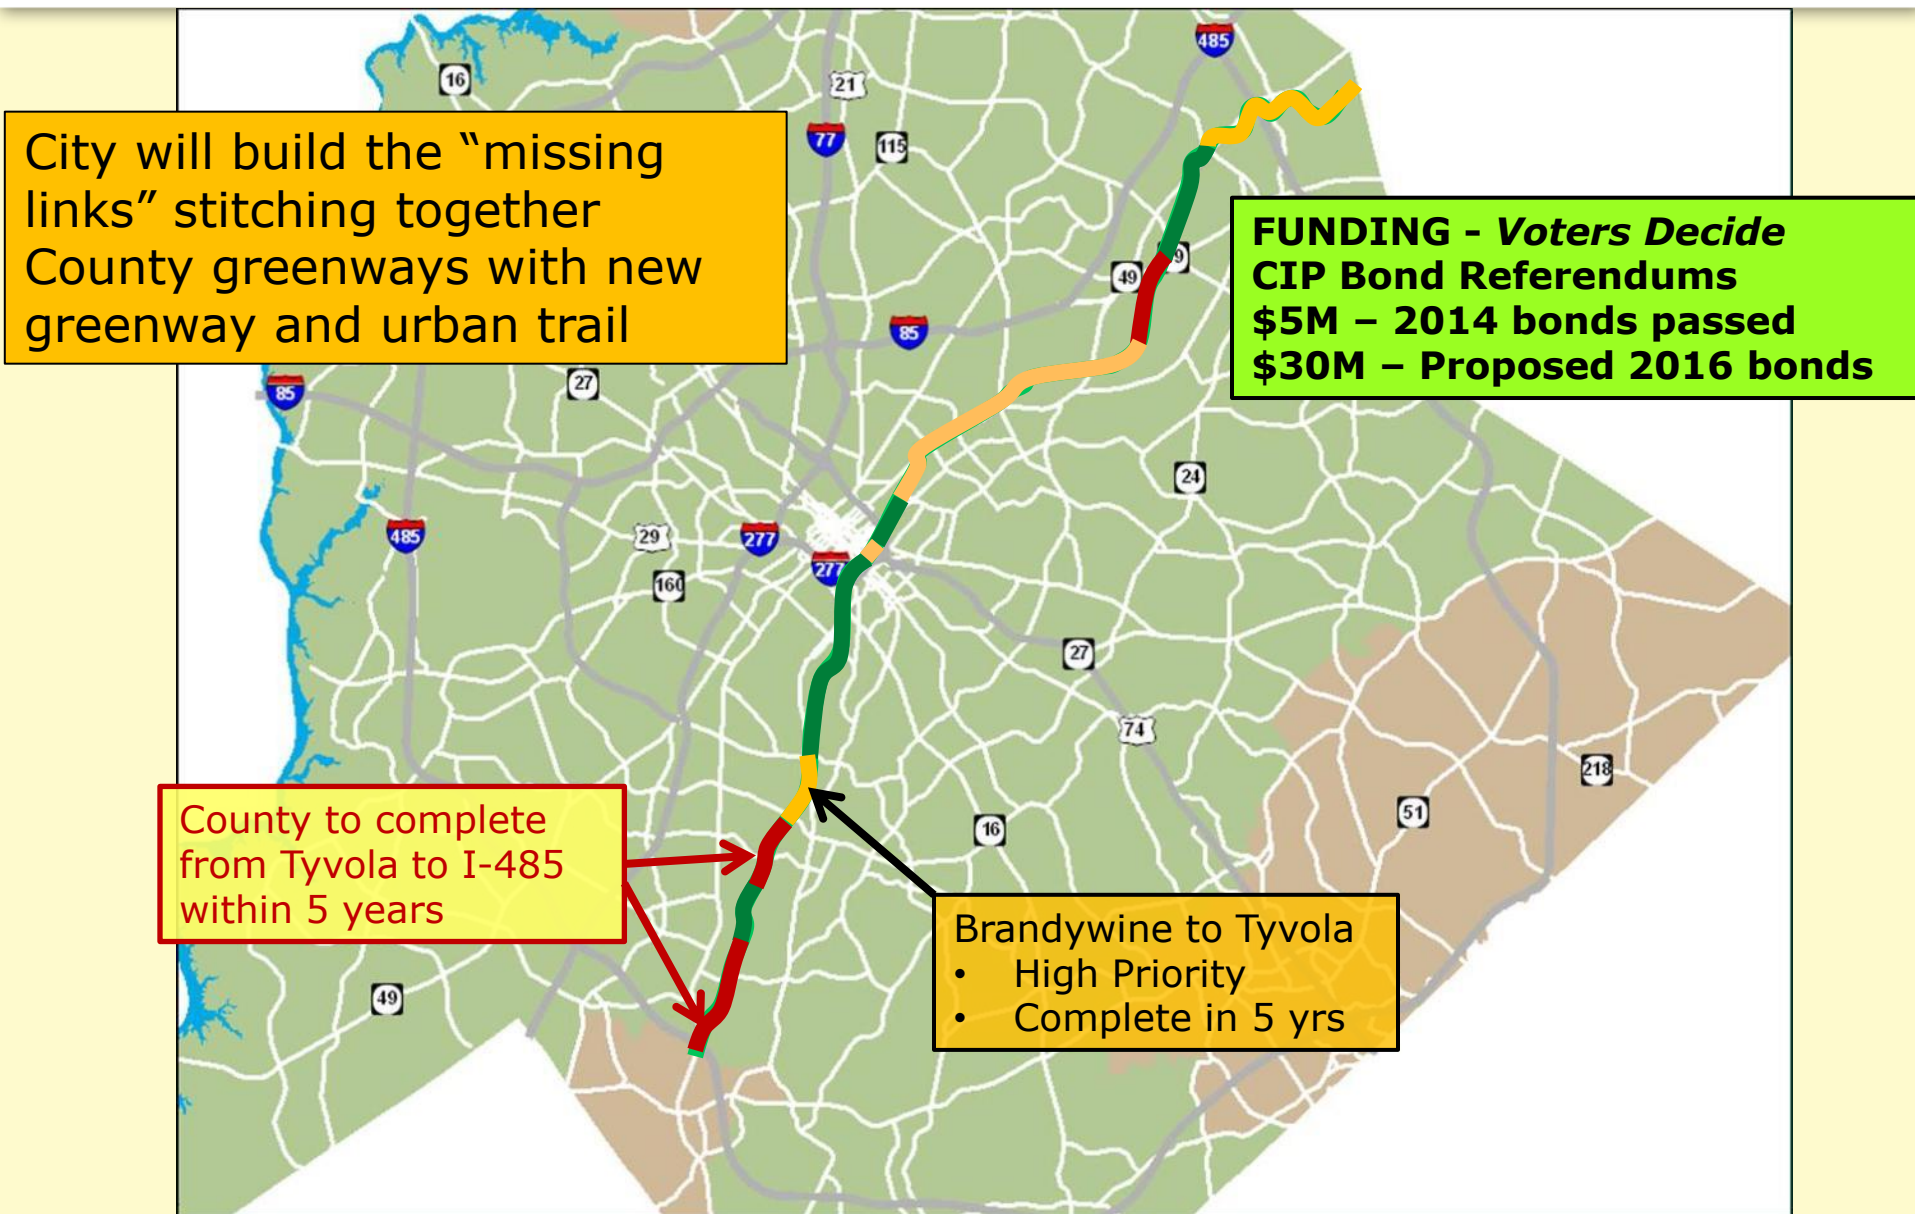 485
16
21
77
115
City will build the “missing
links” stitching together
County greenways with new
greenway and urban trail
FUNDING - Voters Decide
CIP Bond Referendums
$5M – 2014 bonds passed
$30M – Proposed 2016 bonds
9
49
85
27
85
24
485
29
277
277
160
27
74
218
51
16
County to complete
from Tyvola to I-485
within 5 years
Brandywine to Tyvola
• High Priority
• Complete in 5 yrs
49